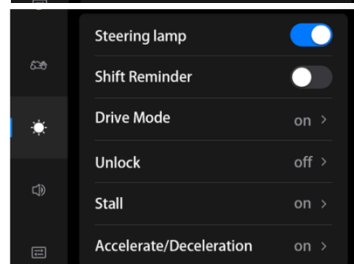 Steering lamp
Shift Reminder
Drive Mode on >
Unlock off >
Stall on >
Accelerate/Deceleration on >